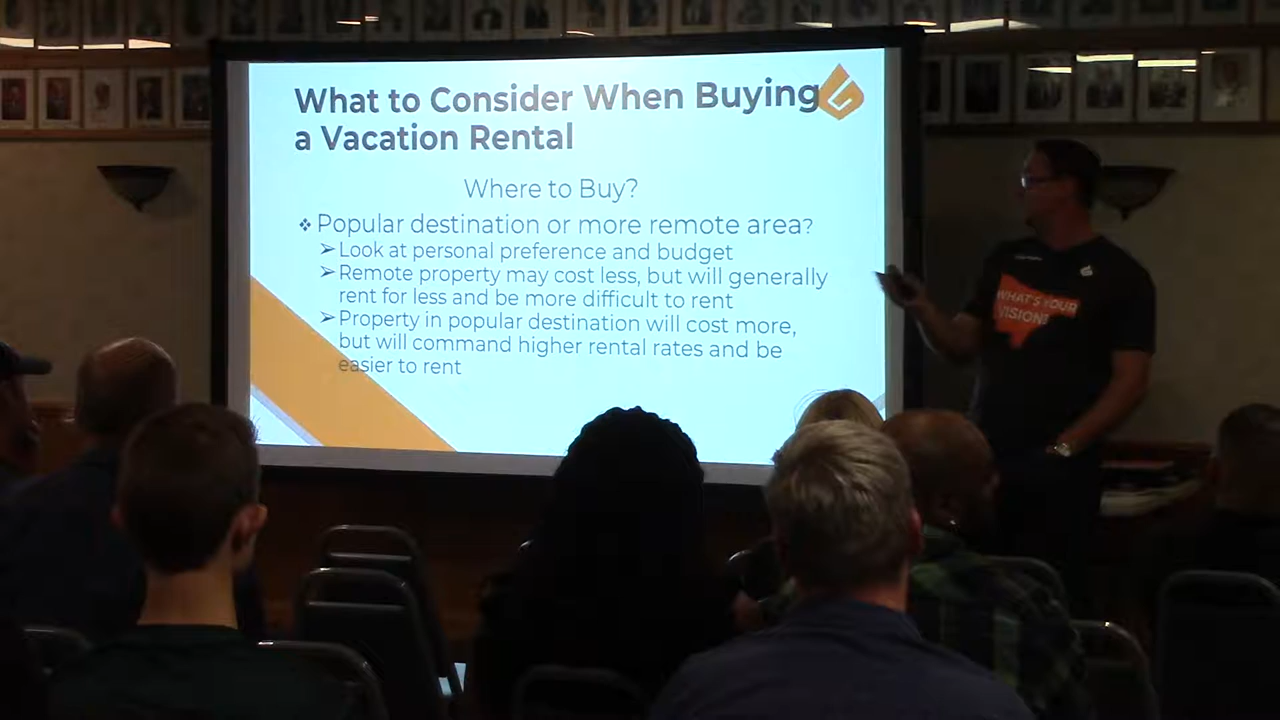 What to Consider When Buying
a Vacation Rental
Where to Buy?
❖ Popular destination or more remote area?
➢ Look at personal preference and budget
➢ Remote property may cost less, but will generally
rent for less and be more difficult to rent
➢ Property in popular destination will cost more,
but will command higher rental rates and be
easier to rent
WHAT'S YOUR
VISION?